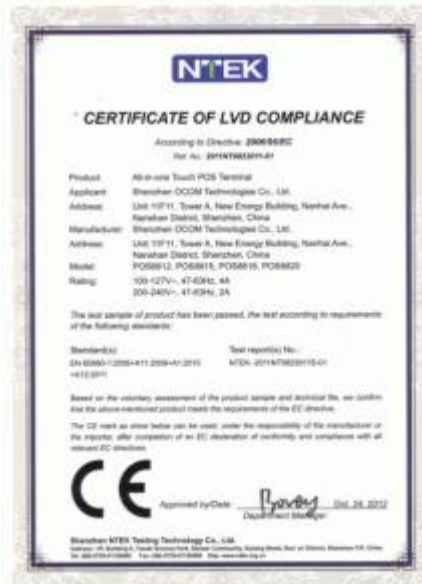 NTEK
CERTIFICATE OF LVD COMPLIANCE
According to Directive: 2006/95/EC
Ref. No.:
Product: All-in-one Touch POS Terminal
Applicant: Shenzhen OCOM Technologies Co., Ltd.
Address: Unit 11F11, Tower A, New Energy Building, Nanhai Ave.,
Nanshan District, Shenzhen, China
Manufacturer: Shenzhen OCOM Technologies Co., Ltd.
Address: Unit 11F11, Tower A, New Energy Building, Nanhai Ave.,
Nanshan District, Shenzhen, China
Model:
Rating: 100-127V~, 47-63Hz, 4A
200-240V~, 47-63Hz, 2A
The test sample of product has been passed, the test according to requirements
of the following standards:
Standard(s): Test report(s) No.:
Based on the voluntary assessment of the product sample and technical file, we confirm
that the above-mentioned product meets the requirements of the EC directive.
The CE mark as show below can be used, under the responsibility of the manufacturer or
the importer, after completion of an EC declaration of conformity and compliance with all
relevant EC directives.
CE
Approved by/Date: 24, 2012
Department Manager
Shenzhen NTEK Testing Technology Co., Ltd.